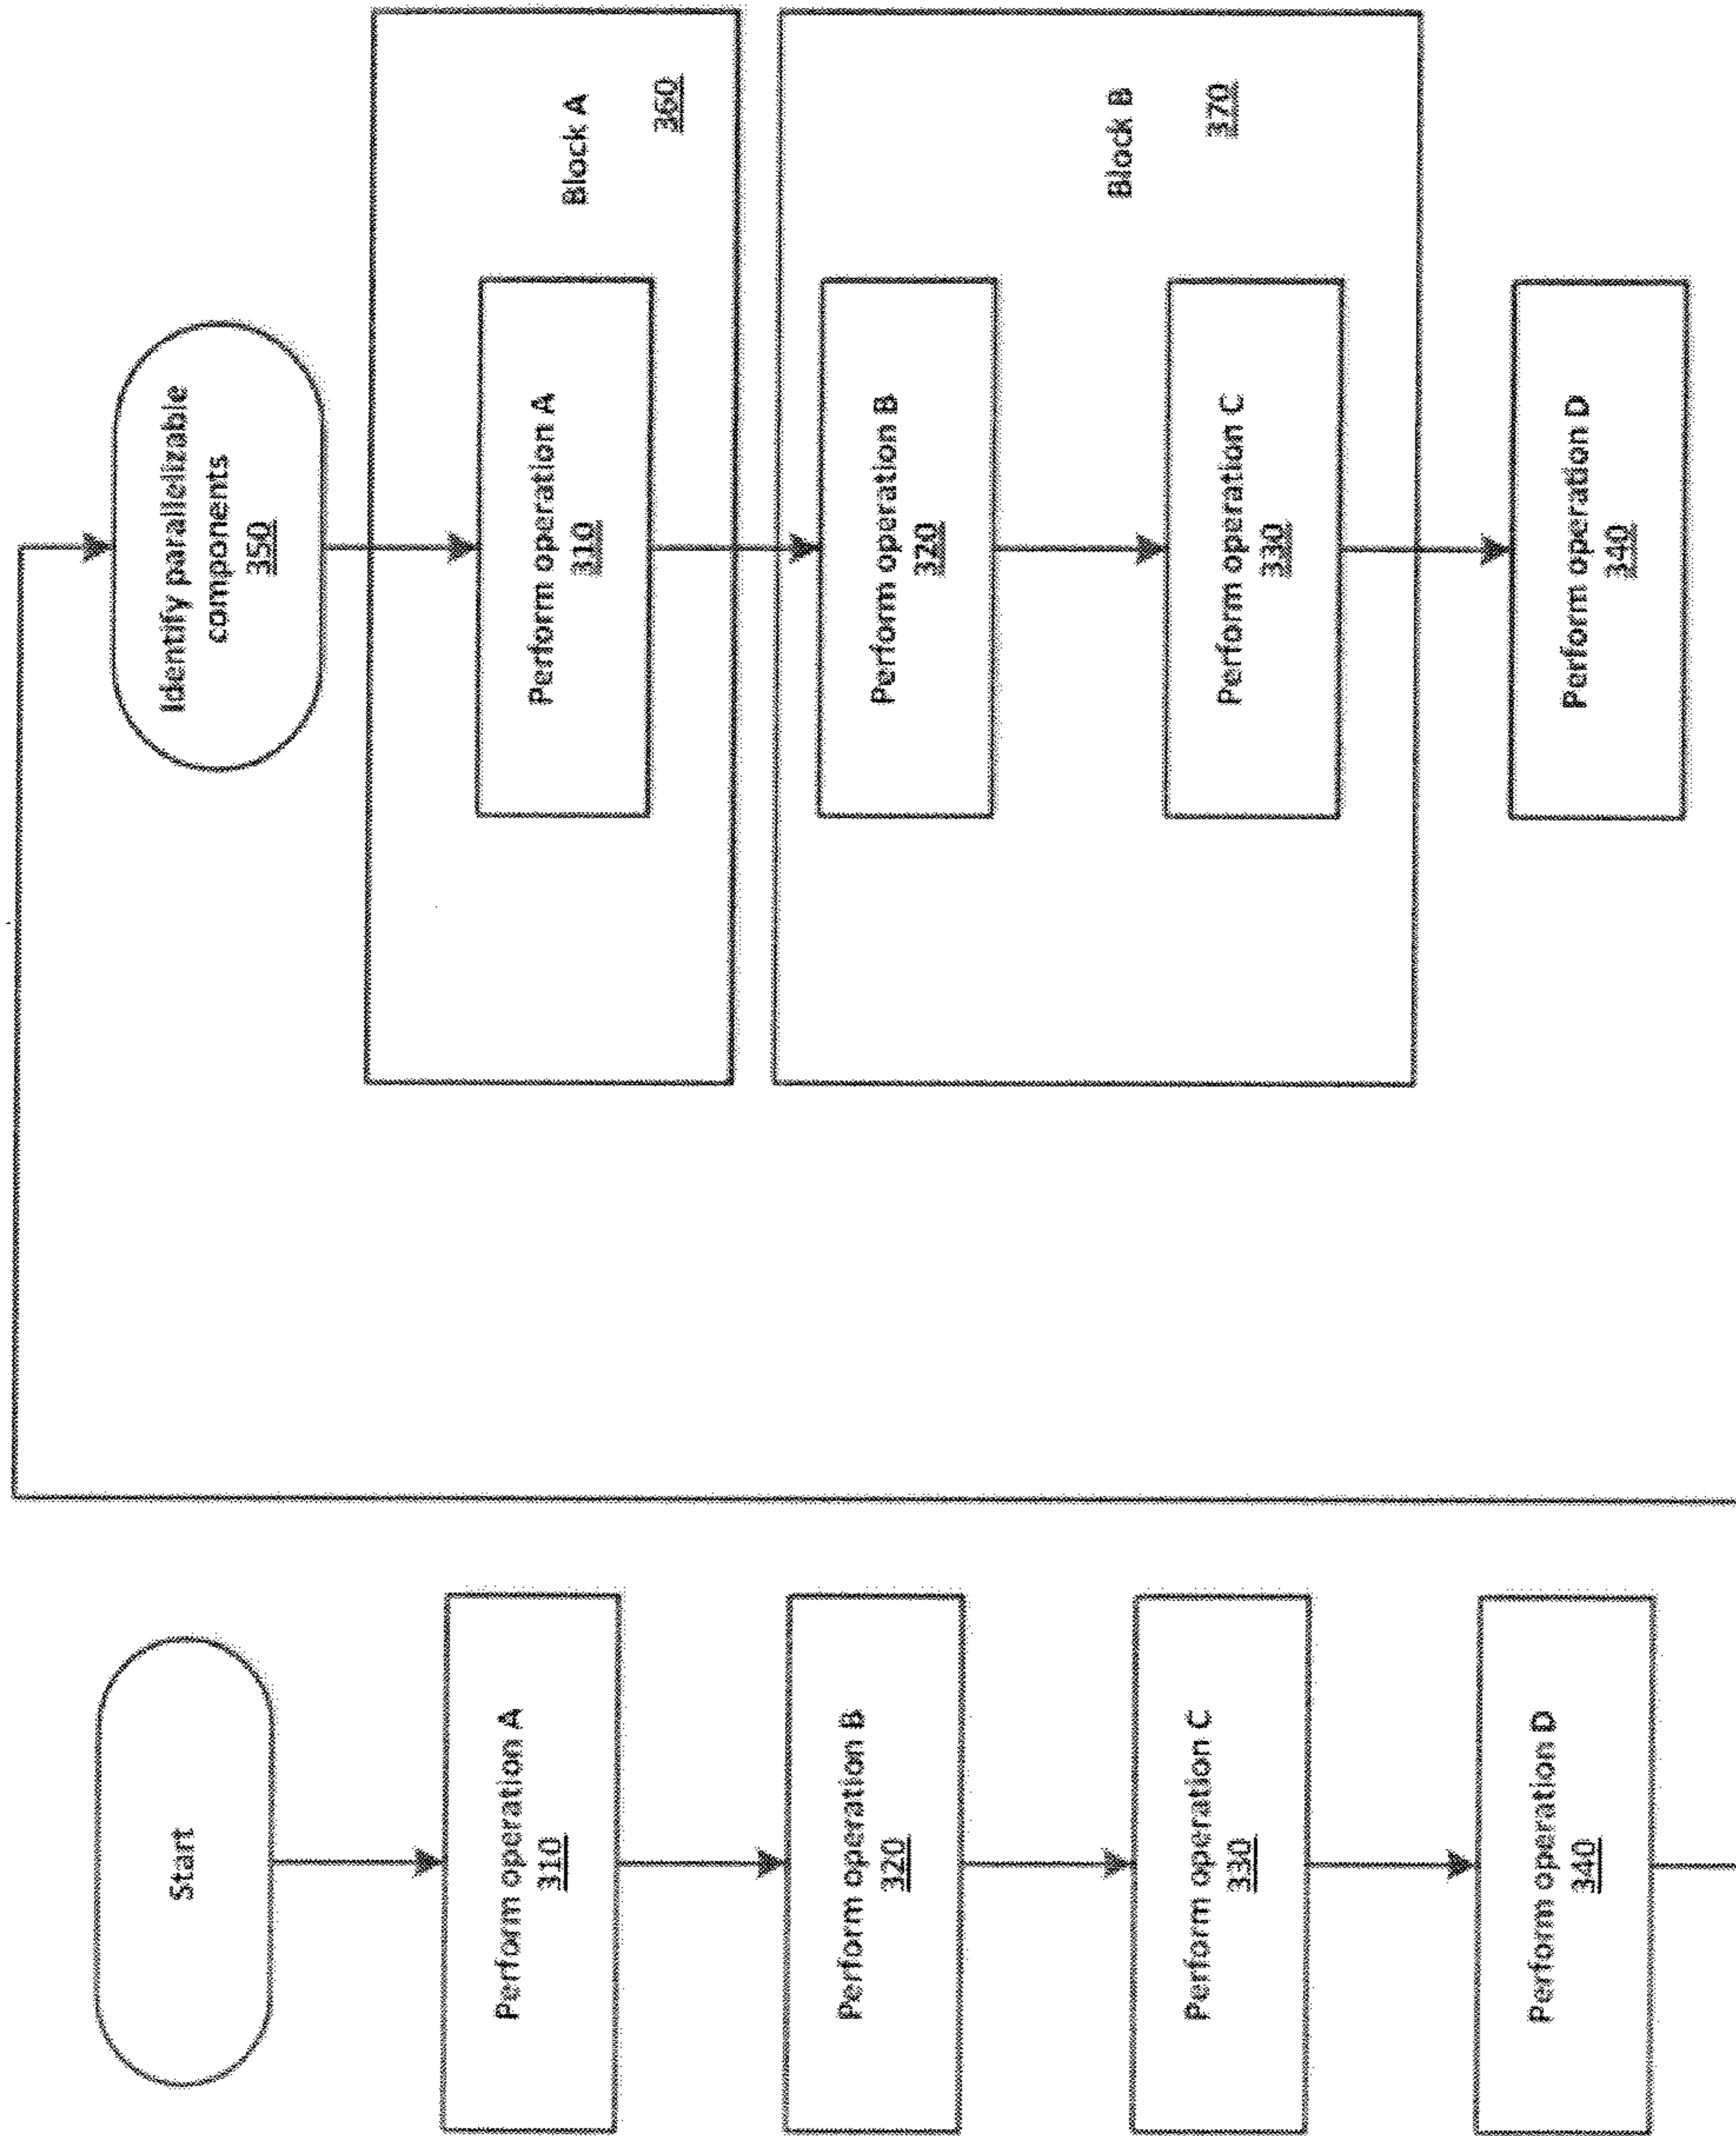 Start
Perform operation A
310
Perform operation B
320
Perform operation C
330
Perform operation D
340
Identify parallelizable
components
350
Block A
360
Perform operation A
310
Block B
370
Perform operation B
320
Perform operation C
330
Perform operation D
340